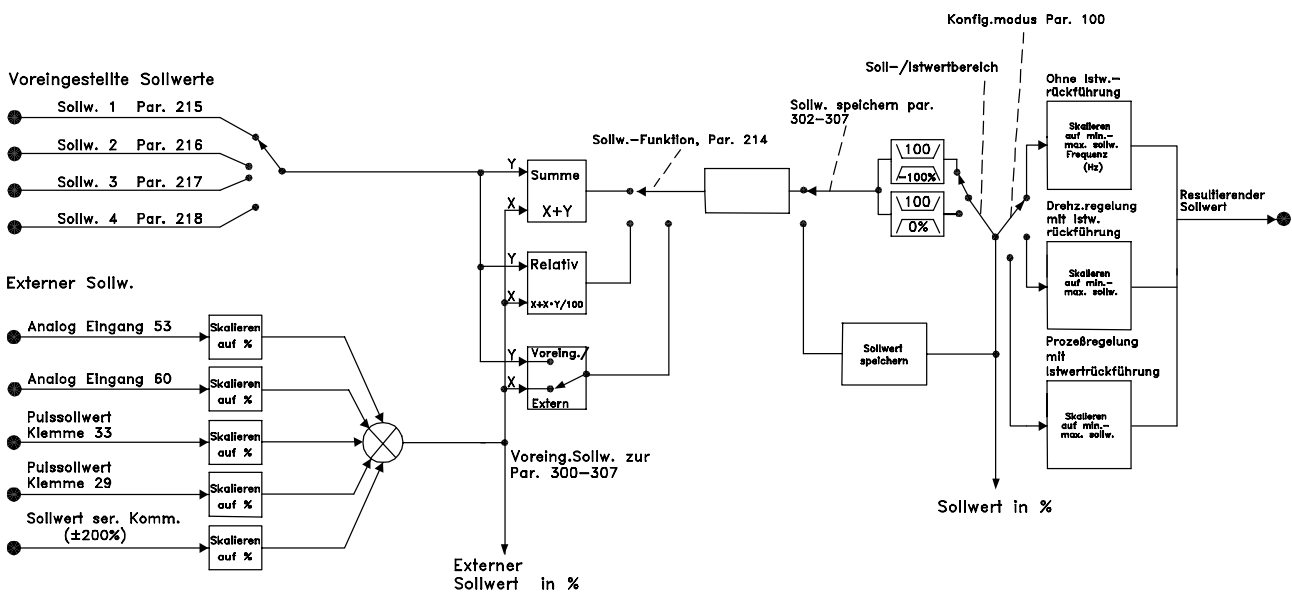 Konfig.modus Par. 100
Soll-/Istwertbereich
Voreingestellte Sollwerte
Sollw. 1 Par. 215
Sollw. 2 Par. 216
Sollw. 3 Par. 217
Sollw. 4 Par. 218
Externer Sollw.
Analog Eingang 53
Skalieren
auf %
Analog Eingang 60
Skalieren
auf %
Pulssollwert
Klemme 33
Skalieren
auf %
Pulssollwert
Klemme 29
Skalieren
auf %
Sollwert ser. Komm.
(±200%)
Skalieren
auf %
Y
Summe
X
X+Y
Y
Relativ
X
X+X*Y/100
Y
Voreing./
X
Extern
Voreing.Sollw. zur
Par. 300-307
Externer
Sollwert in %
Sollw.-Funktion, Par. 214
Sollw. speichern par.
302-307
100
-100%
100
0%
Sollwert
speichern
Sollwert in %
Ohne Istw.-
rückführung
Skalieren
auf min.-
max. sollw.
Frequenz
(Hz)
Drehz.regelung
mit Istw.
rückführung
Skalieren
auf min.-
max. sollw.
Prozeßregelung
mit
Istwertrückführung
Skalieren
auf min.-
max. sollw.
Resultierender
Sollwert